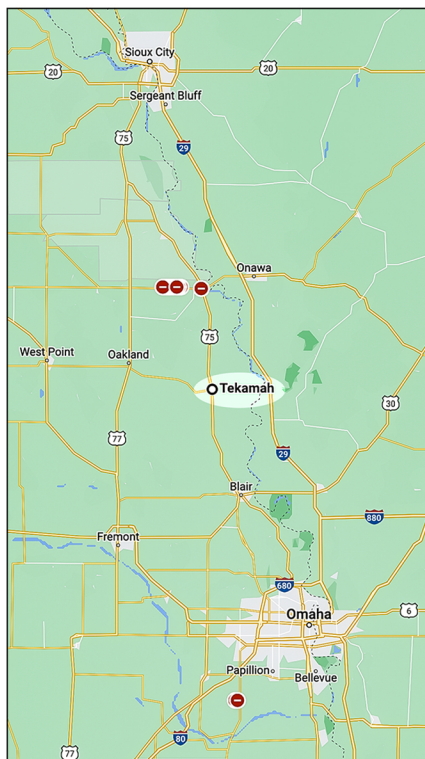 Sioux City
20
20
Sergeant Bluff
75
29
Onawa
75
West Point
Oakland
Tekamah
30
77
29
Blair
880
Fremont
680
6
Omaha
Papillion
Bellevue
80
77